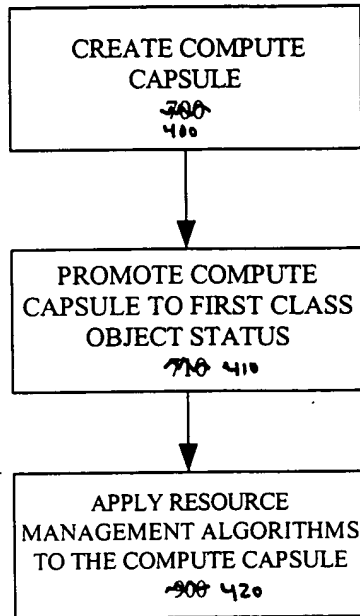 CREATE COMPUTE
CAPSULE
700
400
PROMOTE COMPUTE
CAPSULE TO FIRST CLASS
OBJECT STATUS
710 410
APPLY RESOURCE
MANAGEMENT ALGORITHMS
TO THE COMPUTE CAPSULE
900 420